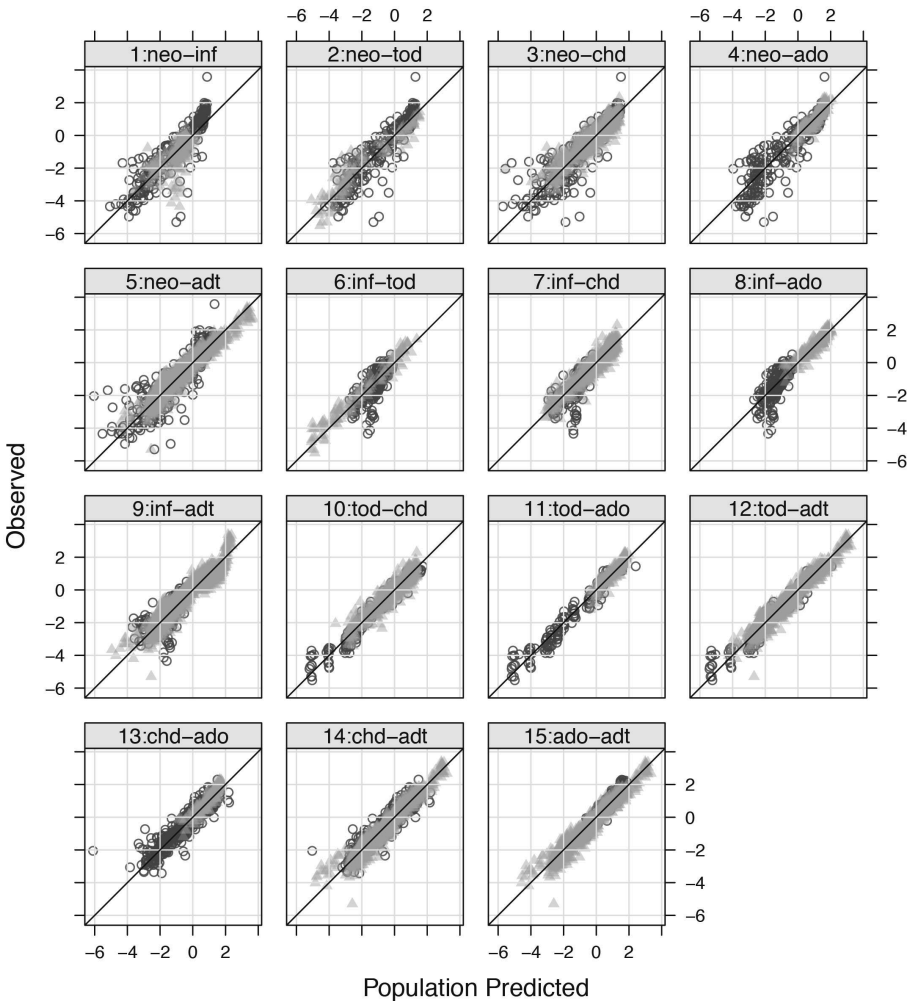 −6 −4 −2 0 2 −6 −4 −2 0 2
1:neo−inf 2:neo−tod 3:neo−chd 4:neo−ado
2
0
−2
−4
−6
5:neo−adt 6:inf−tod 7:inf−chd 8:inf−ado
2
0
−2
−4
−6
Observed
9:inf−adt 10:tod−chd 11:tod−ado 12:tod−adt
2
0
−2
−4
−6
13:chd−ado 14:chd−adt 15:ado−adt
2
0
−2
−4
−6
−6 −4 −2 0 2 −6 −4 −2 0 2
Population Predicted